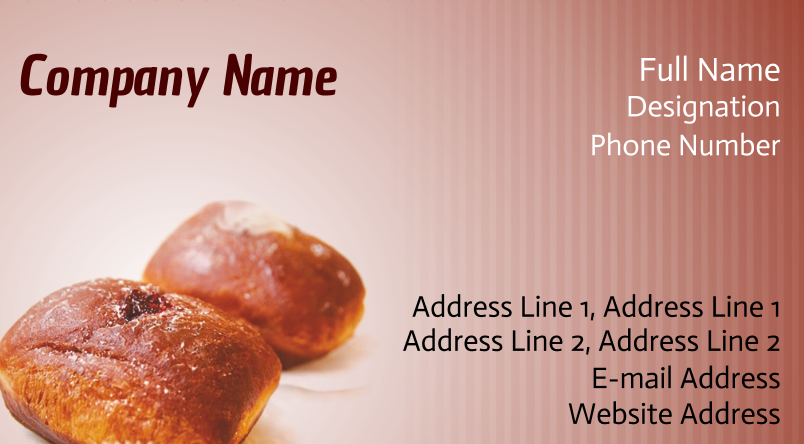 Company Name
Full Name
Designation
Phone Number
Address Line 1, Address Line 1
Address Line 2, Address Line 2
E-mail Address
Website Address